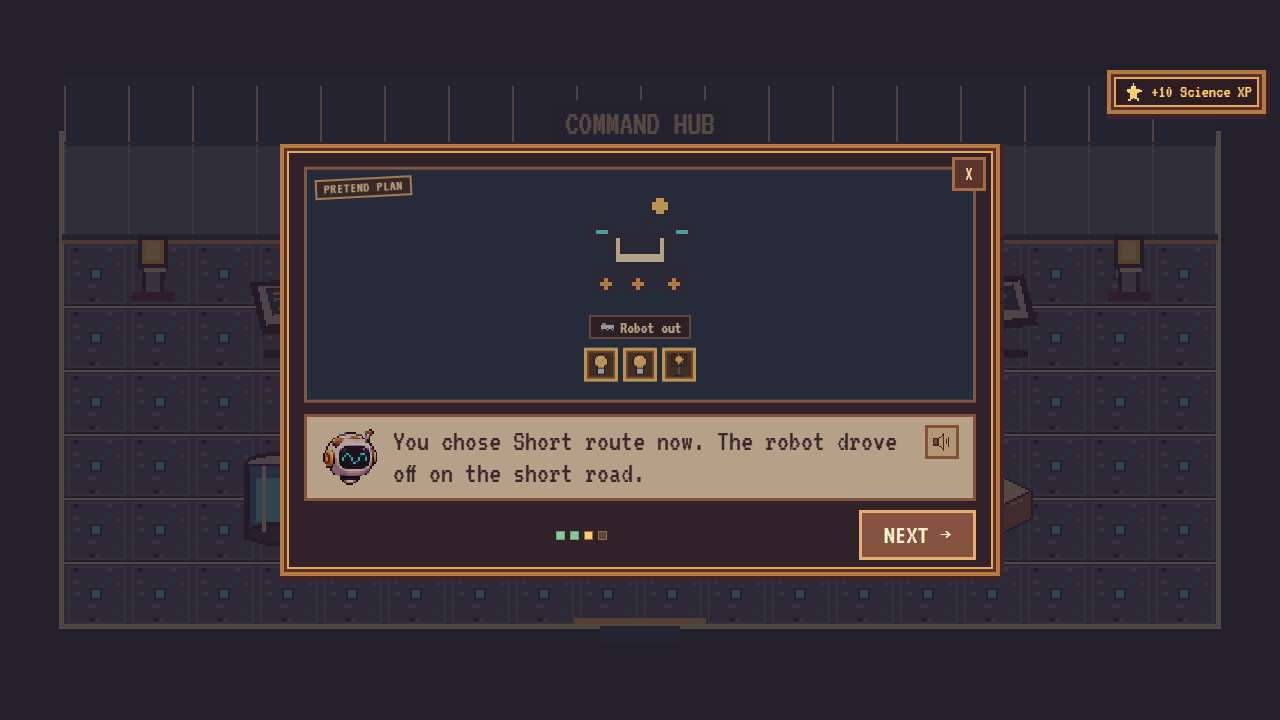 +10 Science XP
COMMAND HUB
PRETEND PLAN
X
Robot out
You chose Short route now. The robot drove
off on the short road.
NEXT →